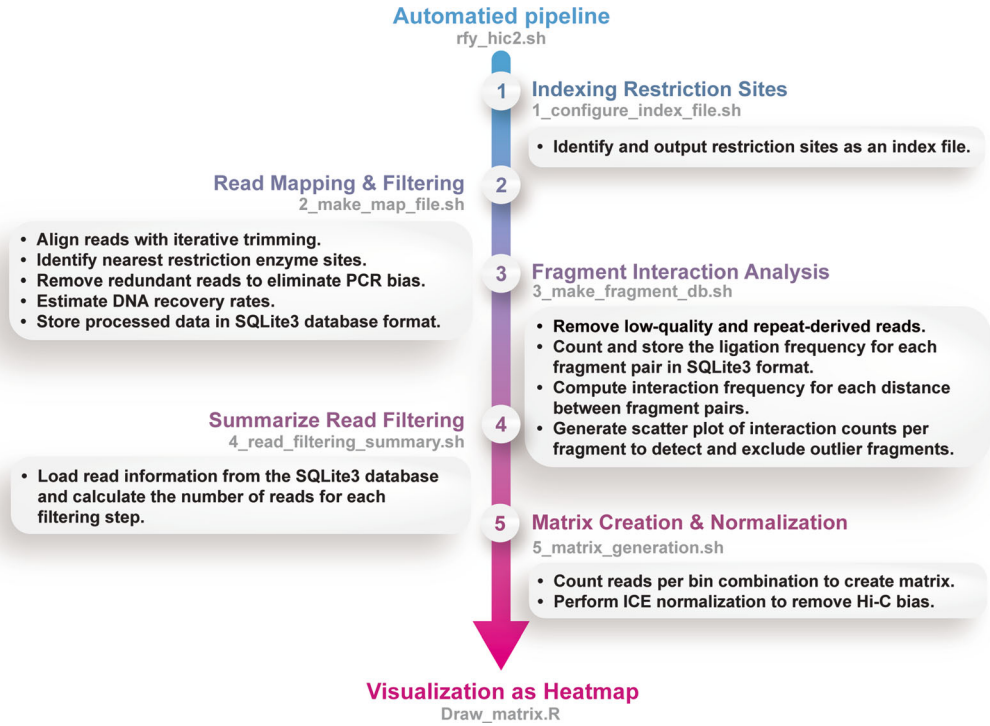 Automatied pipeline
rfy_hic2.sh
1
Indexing Restriction Sites
1_configure_index_file.sh
• Identify and output restriction sites as an index file.
2
Read Mapping & Filtering
2_make_map_file.sh
• Align reads with iterative trimming.
• Identify nearest restriction enzyme sites.
• Remove redundant reads to eliminate PCR bias.
• Estimate DNA recovery rates.
• Store processed data in SQLite3 database format.
3
Fragment Interaction Analysis
3_make_fragment_db.sh
• Remove low-quality and repeat-derived reads.
• Count and store the ligation frequency for each
fragment pair in SQLite3 format.
• Compute interaction frequency for each distance
between fragment pairs.
• Generate scatter plot of interaction counts per
fragment to detect and exclude outlier fragments.
4
Summarize Read Filtering
4_read_filtering_summary.sh
• Load read information from the SQLite3 database
and calculate the number of reads for each
filtering step.
5
Matrix Creation & Normalization
5_matrix_generation.sh
• Count reads per bin combination to create matrix.
• Perform ICE normalization to remove Hi-C bias.
Visualization as Heatmap
Draw_matrix.R